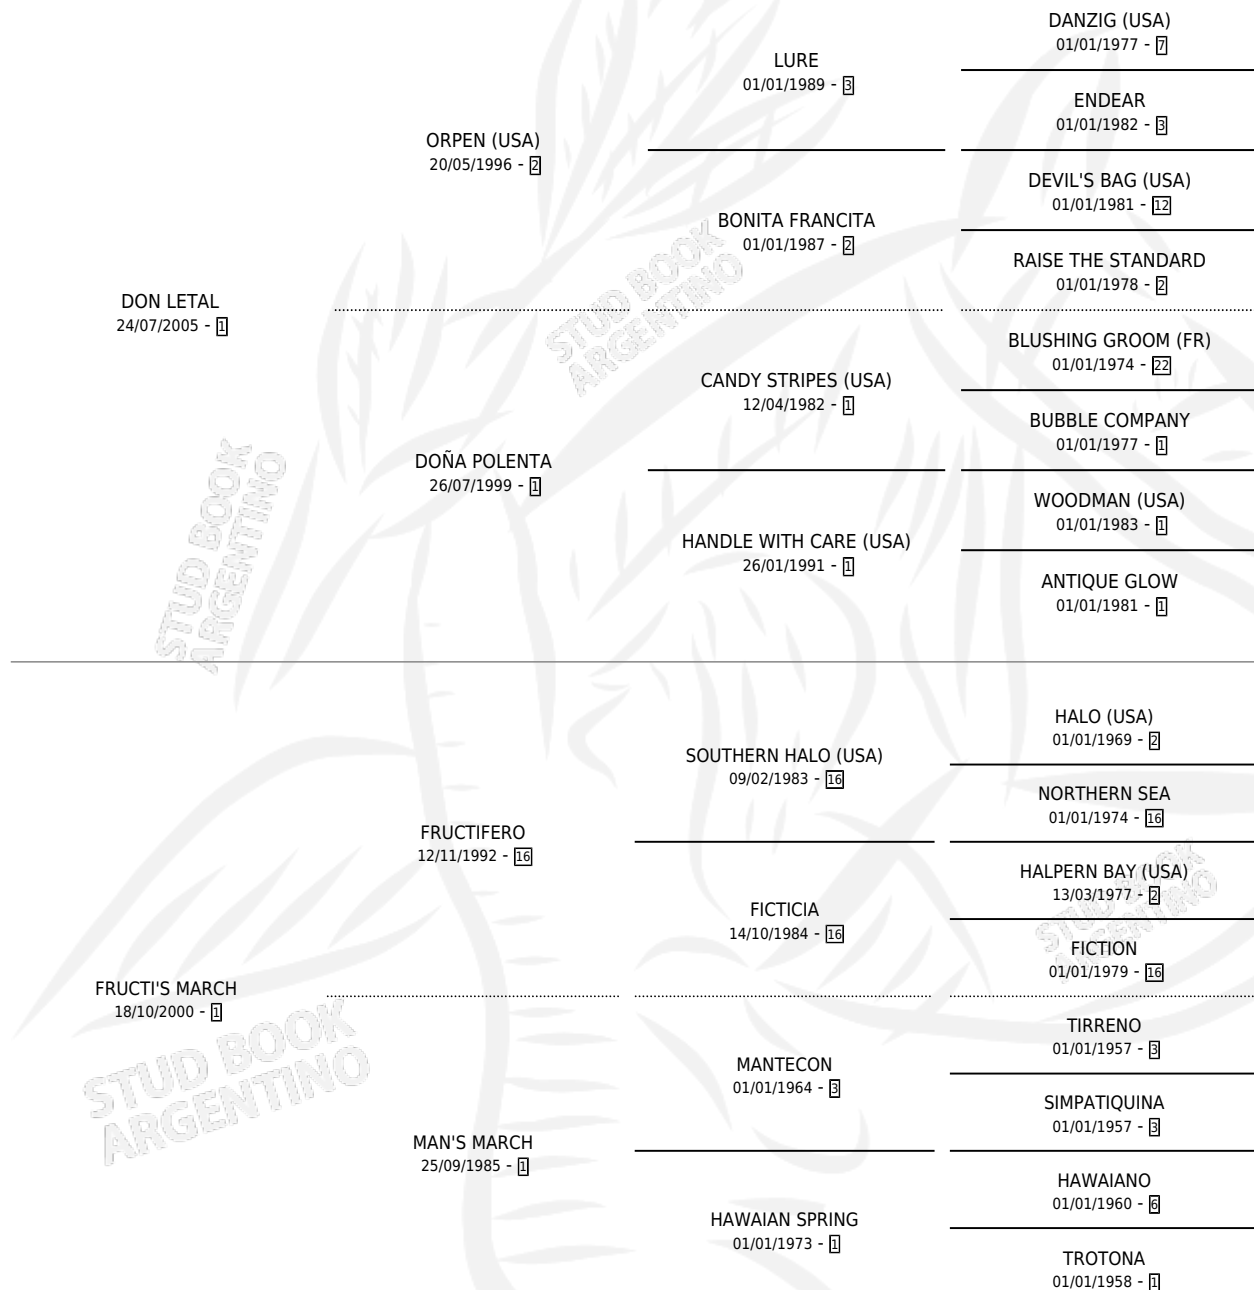 DANZIG (USA)
01/01/1977 - 7
LURE
01/01/1989 - 3
ENDEAR
01/01/1982 - 3
ORPEN (USA)
20/05/1996 - 2
DEVIL'S BAG (USA)
01/01/1981 - 12
BONITA FRANCITA
01/01/1987 - 2
RAISE THE STANDARD
01/01/1978 - 2
DON LETAL
24/07/2005 - 1
BLUSHING GROOM (FR)
01/01/1974 - 22
CANDY STRIPES (USA)
12/04/1982 - 1
BUBBLE COMPANY
01/01/1977 - 1
DOÑA POLENTA
26/07/1999 - 1
WOODMAN (USA)
01/01/1983 - 1
HANDLE WITH CARE (USA)
26/01/1991 - 1
ANTIQUE GLOW
01/01/1981 - 1
HALO (USA)
01/01/1969 - 2
SOUTHERN HALO (USA)
09/02/1983 - 16
NORTHERN SEA
01/01/1974 - 16
FRUCTIFERO
12/11/1992 - 16
HALPERN BAY (USA)
13/03/1977 - 2
FICTICIA
14/10/1984 - 16
FICTION
01/01/1979 - 16
FRUCTI'S MARCH
18/10/2000 - 1
TIRRENO
01/01/1957 - 3
MANTECON
01/01/1964 - 3
SIMPATIQUINA
01/01/1957 - 3
MAN'S MARCH
25/09/1985 - 1
HAWAIANO
01/01/1960 - 6
HAWAIAN SPRING
01/01/1973 - 1
TROTONA
01/01/1958 - 1
STUD BOOK
ARGENTINO
STUD BOOK
ARGENTINO
STUD BOOK
ARGENTINO
STUD BOOK
ARGENTINO